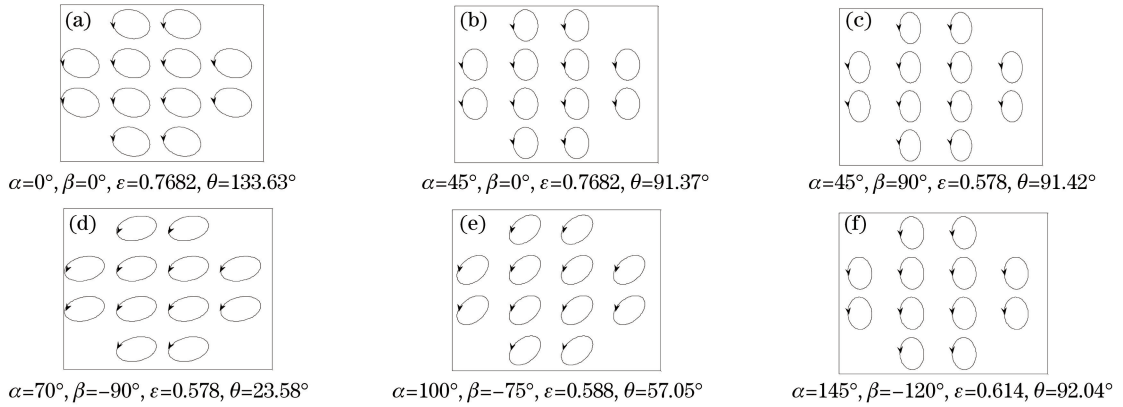 (a)
(b)
(c)
α=0°, β=0°, ε=0.7682, θ=133.63°
α=45°, β=0°, ε=0.7682, θ=91.37°
α=45°, β=90°, ε=0.578, θ=91.42°
(d)
(e)
(f)
α=70°, β=−90°, ε=0.578, θ=23.58°
α=100°, β=−75°, ε=0.588, θ=57.05°
α=145°, β=−120°, ε=0.614, θ=92.04°